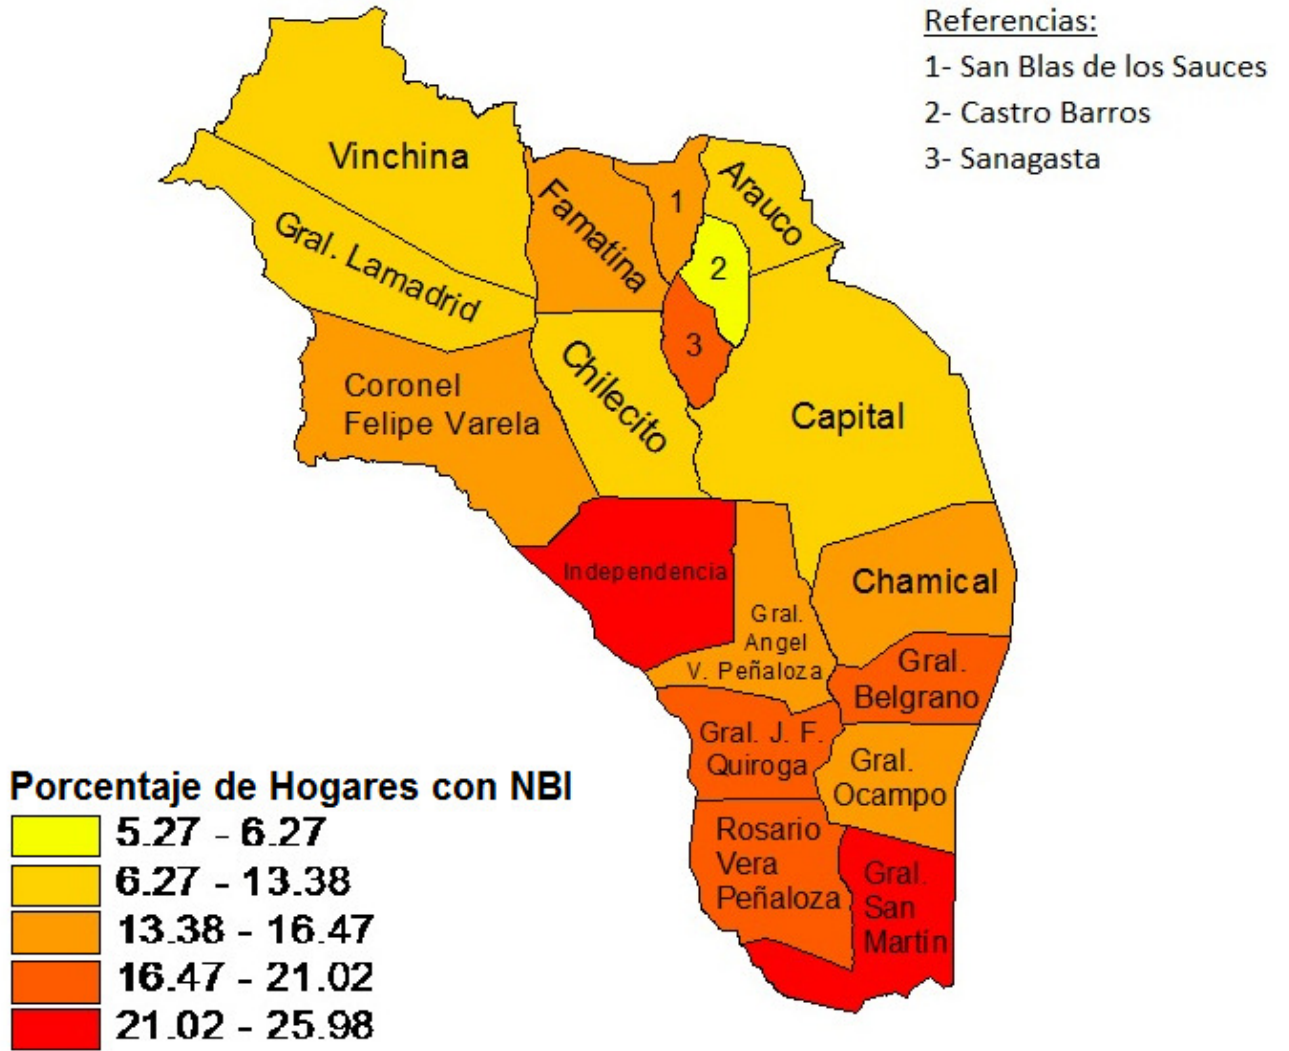 Referencias:
1- San Blas de los Sauces
2- Castro Barros
3- Sanagasta
Vinchina
Gral. Lamadrid
Famatina
1
Arauco
2
3
Coronel
Felipe Varela
Chilecito
Capital
Independencia
Gral.
Angel
V. Peñaloza
Chamical
Gral.
Belgrano
Gral. J. F.
Quiroga
Gral.
Ocampo
Rosario
Vera
Peñaloza
Gral.
San
Martín
Porcentaje de Hogares con NBI
5.27 - 6.27
6.27 - 13.38
13.38 - 16.47
16.47 - 21.02
21.02 - 25.98